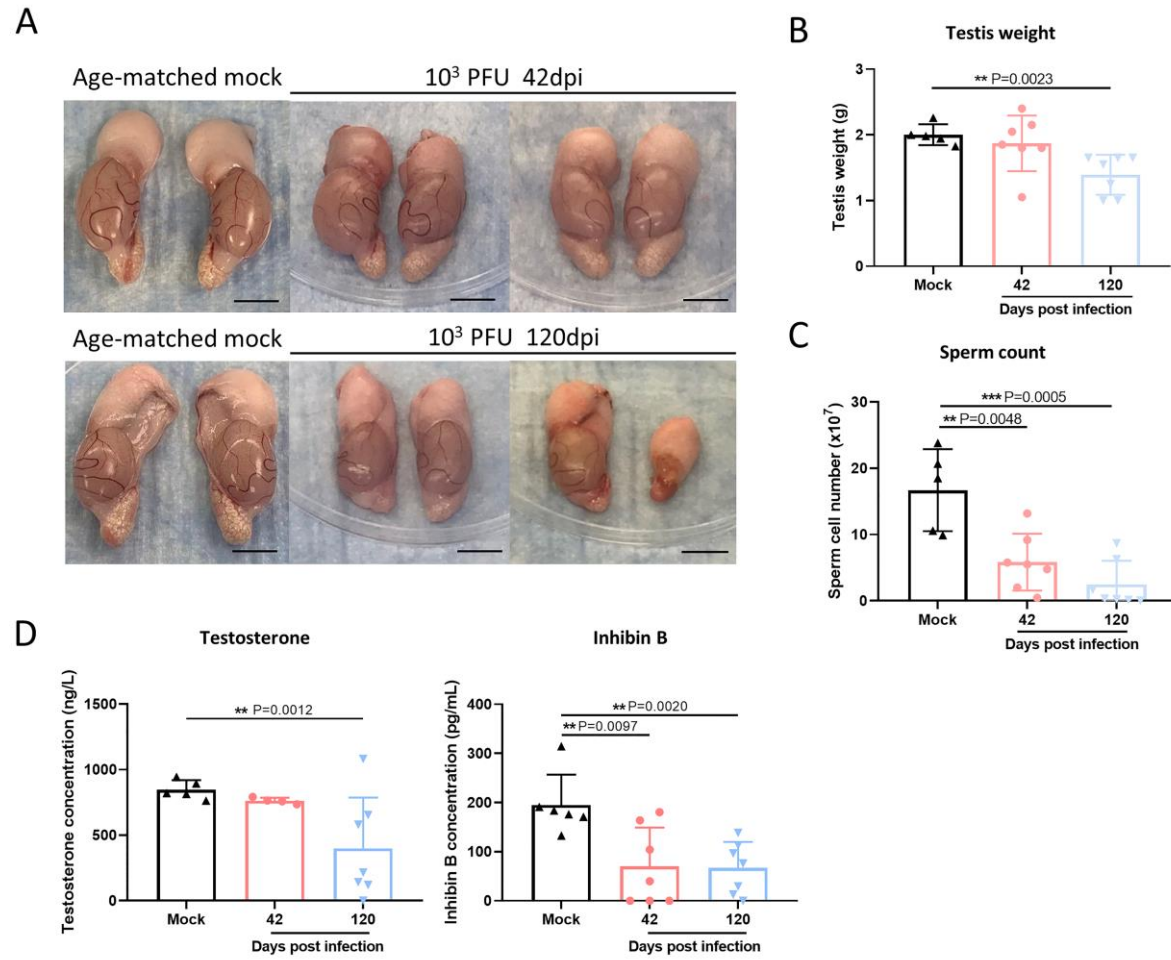 A
Age-matched mock
10³ PFU 42dpi
Age-matched mock
10³ PFU 120dpi
B
Testis weight
** P=0.0023
Testis weight (g)
3
2
1
0
Mock
42
120
Days post infection
C
Sperm count
*** P=0.0005
** P=0.0048
Sperm cell number (x10⁷)
30
20
10
0
Mock
42
120
Days post infection
D
Testosterone
** P=0.0012
Testosterone concentration (ng/L)
1500
1000
500
0
Mock
42
120
Days post infection
Inhibin B
** P=0.0020
** P=0.0097
Inhibin B concentration (pg/mL)
400
300
200
100
0
Mock
42
120
Days post infection